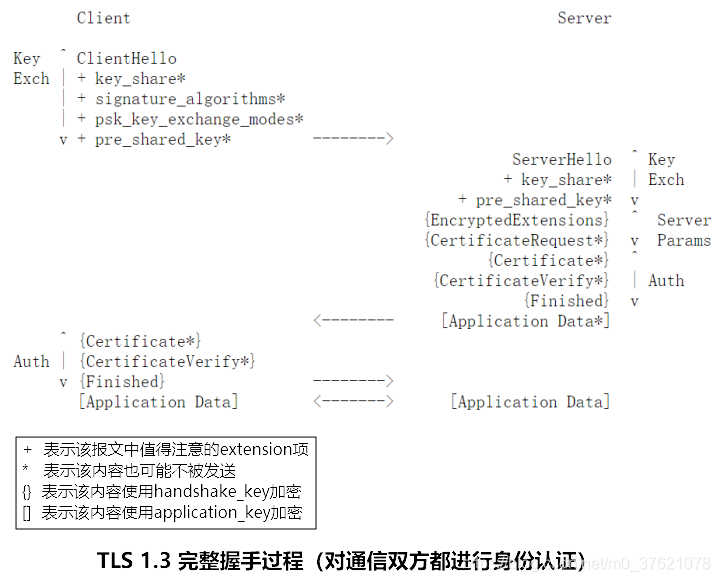 Client Server
Key ^ ClientHello
Exch | + key_share*
| + signature_algorithms*
| + psk_key_exchange_modes*
v + pre_shared_key* -------->
ServerHello ^ Key
+ key_share* | Exch
+ pre_shared_key* v
{EncryptedExtensions} ^ Server
{CertificateRequest*} v Params
{Certificate*} ^
{CertificateVerify*} | Auth
{Finished} v
<-------- [Application Data*]
^ {Certificate*}
Auth | {CertificateVerify*}
v {Finished} -------->
[Application Data] <-------> [Application Data]
+ 表示该报文中值得注意的extension项
* 表示该内容也可能不被发送
{} 表示该内容使用handshake_key加密
[] 表示该内容使用application_key加密
TLS 1.3 完整握手过程（对通信双方都进行身份认证）
net/m0_37621078